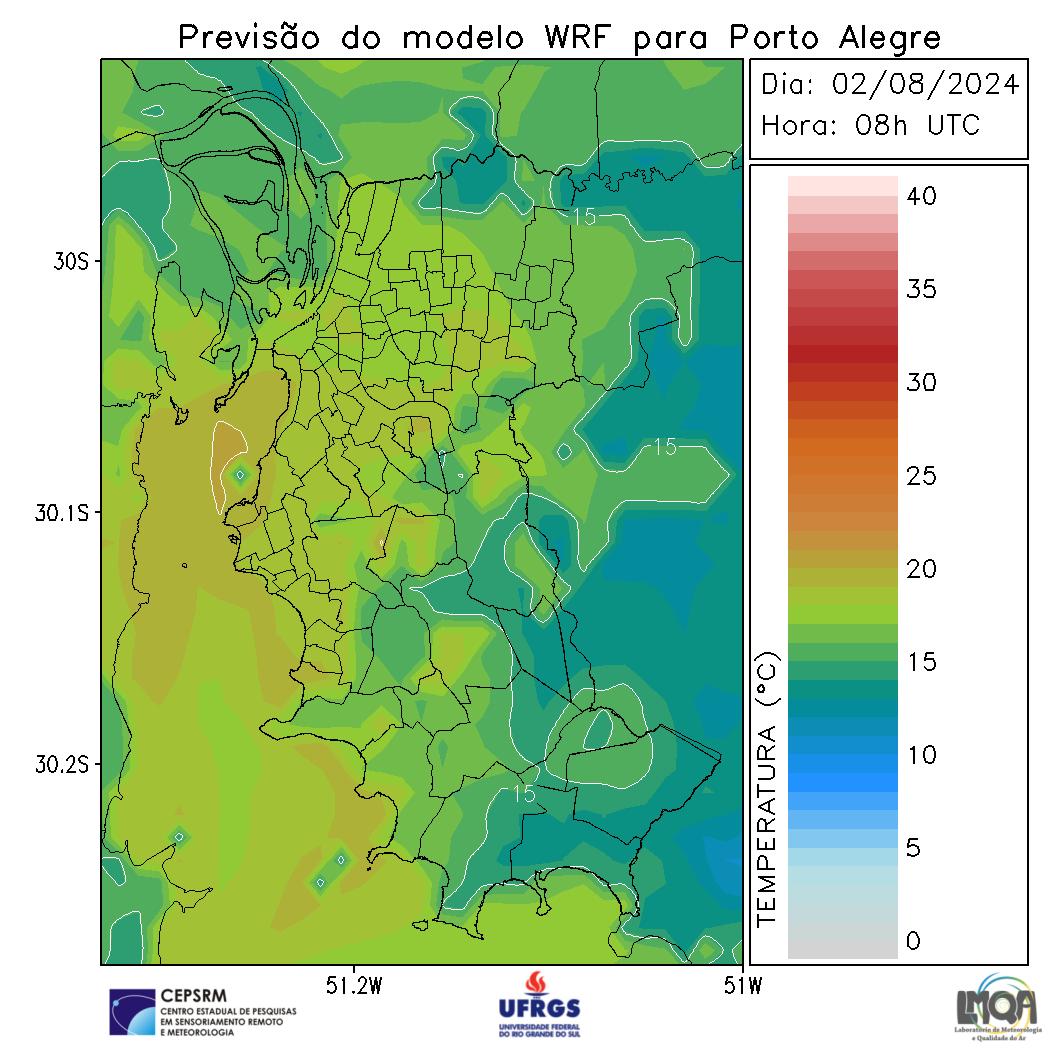 Previsão do modelo WRF para Porto Alegre
Dia: 02/08/2024
Hora: 08h UTC
40
35
30
25
20
15
10
5
0
TEMPERATURA (°C)
30S
30.1S
30.2S
51.2W
51W
15
15
15
CEPSRM
CENTRO ESTADUAL DE PESQUISAS
EM SENSORIAMENTO REMOTO
E METEOROLOGIA
UFRGS
UNIVERSIDADE FEDERAL
DO RIO GRANDE DO SUL
LMQA
Laboratório de Meteorologia
e Qualidade do Ar